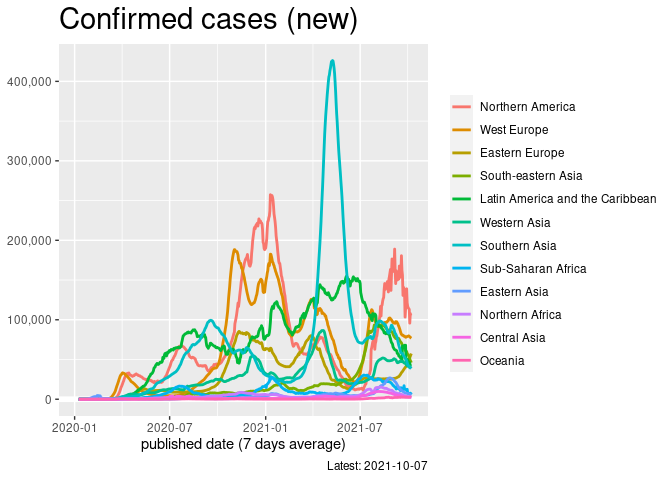 Confirmed cases (new)
400,000
300,000
200,000
100,000
0
2020-01
2020-07
2021-01
2021-07
published date (7 days average)
Latest: 2021-10-07
Northern America
West Europe
Eastern Europe
South-eastern Asia
Latin America and the Caribbean
Western Asia
Southern Asia
Sub-Saharan Africa
Eastern Asia
Northern Africa
Central Asia
Oceania